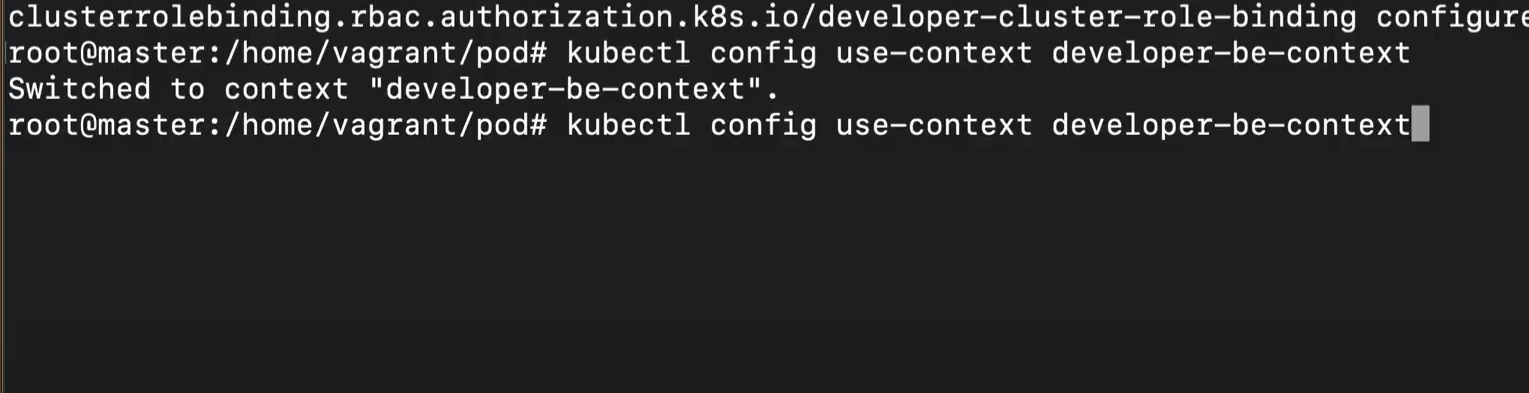 clusterrolebinding.rbac.authorization.k8s.io/developer-cluster-role-binding configure
root@master:/home/vagrant/pod# kubectl config use-context developer-be-context
Switched to context "developer-be-context".
root@master:/home/vagrant/pod# kubectl config use-context developer-be-context